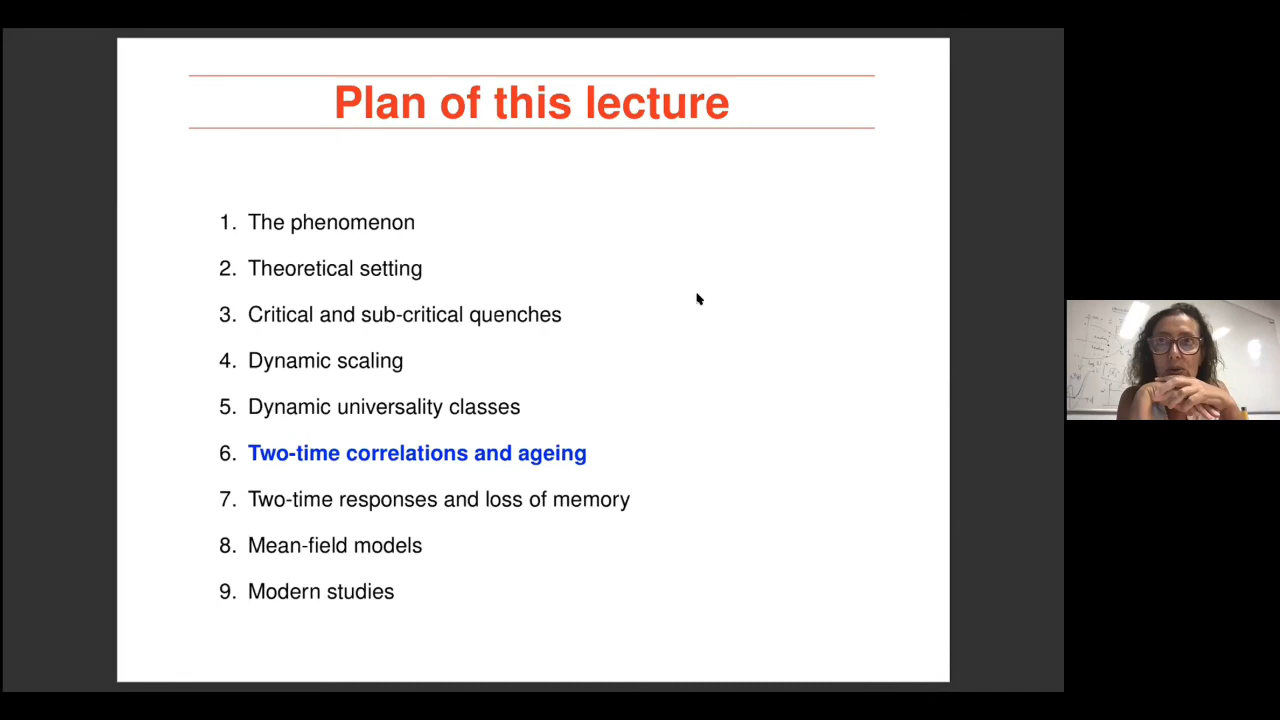 Plan of this lecture
1. The phenomenon
2. Theoretical setting
3. Critical and sub-critical quenches
4. Dynamic scaling
5. Dynamic universality classes
6. Two-time correlations and ageing
7. Two-time responses and loss of memory
8. Mean-field models
9. Modern studies